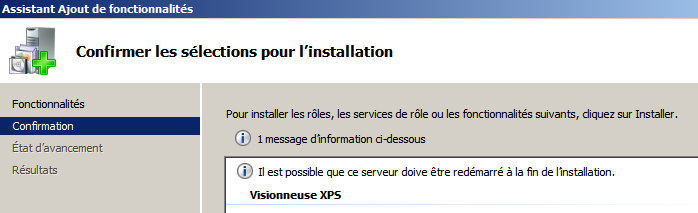 Assistant Ajout de fonctionnalités
Confirmer les sélections pour l'installation
Fonctionnalités
Confirmation
État d'avancement
Résultats
Pour installer les rôles, les services de rôle ou les fonctionnalités suivants, cliquez sur Installer.
1 message d'information ci-dessous
Il est possible que ce serveur doive être redémarré à la fin de l'installation.
Visionneuse XPS